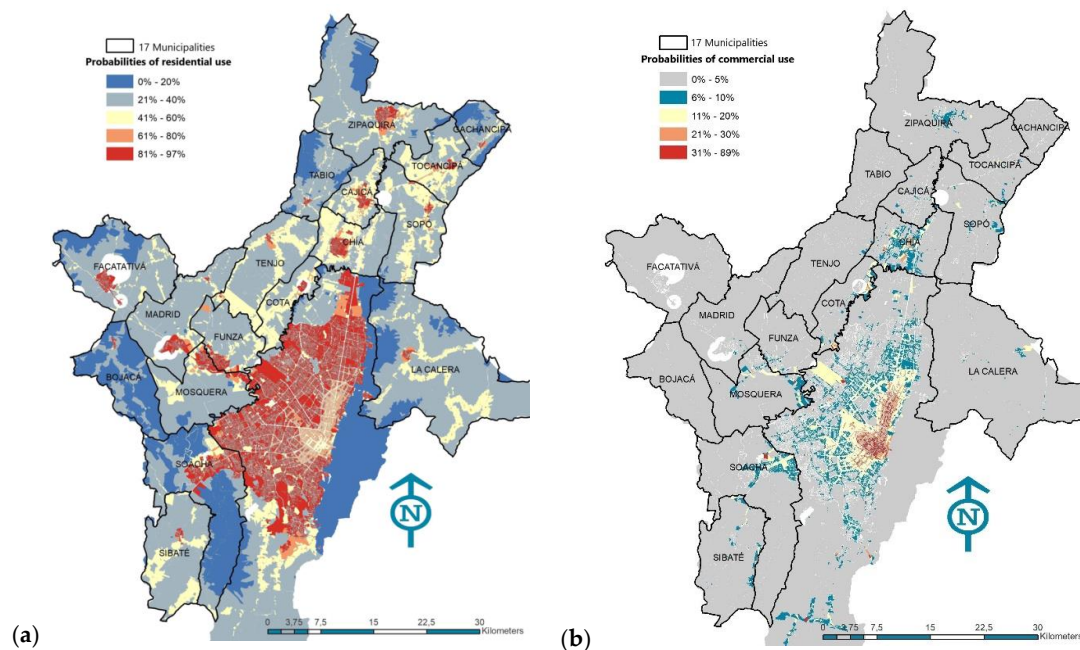 17 Municipalities
Probabilities of residential use
0% - 20%
21% - 40%
41% - 60%
61% - 80%
81% - 97%
ZIPAQUIRÁ
GACHANCIPÁ
TOCANCIPÁ
TABIO
CAJICÁ
SOPÓ
CHÍA
TENJO
FACATATIVÁ
COTA
MADRID
FUNZA
LA CALERA
BOJACÁ
MOSQUERA
SOACHA
SIBATÉ
N
0 3,75 7,5 15 22,5 30
Kilometers
(a)
17 Municipalities
Probabilities of commercial use
0% - 5%
6% - 10%
11% - 20%
21% - 30%
31% - 89%
ZIPAQUIRÁ
GACHANCIPÁ
TOCANCIPÁ
TABIO
CAJICÁ
SOPÓ
CHÍA
TENJO
FACATATIVÁ
COTA
MADRID
FUNZA
LA CALERA
BOJACÁ
MOSQUERA
SOACHA
SIBATÉ
N
0 3,75 7,5 15 22,5 30
Kilometers
(b)